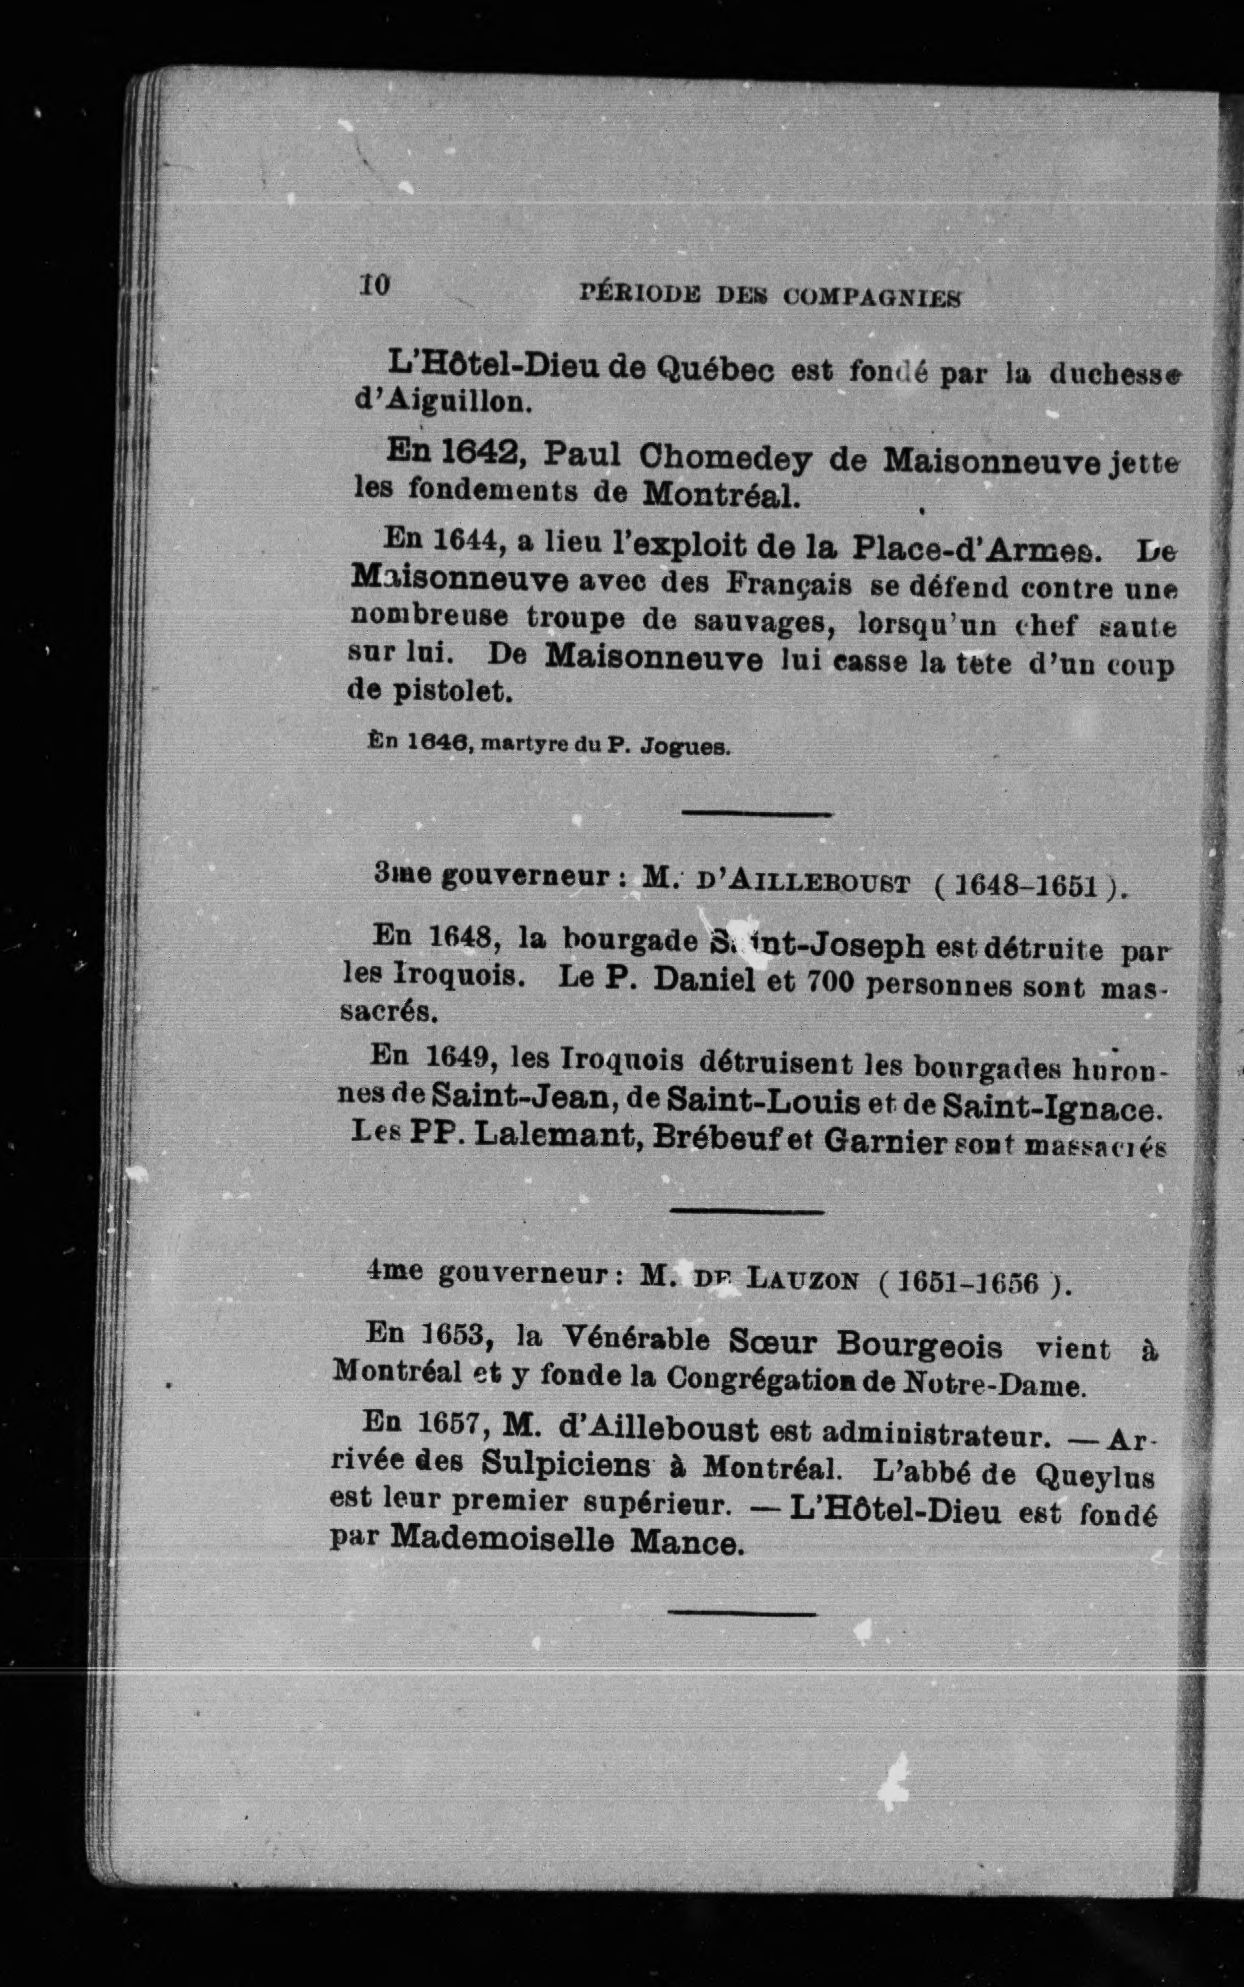 10 PÉRIODE DES COMPAGNIES
L'Hôtel-Dieu de Québec est fondé par la duchesse
d'Aiguillon.
En 1642, Paul Chomedey de Maisonneuve jette
les fondements de Montréal.
En 1644, a lieu l'exploit de la Place-d'Armes. De
Maisonneuve avec des Français se défend contre une
nombreuse troupe de sauvages, lorsqu'un chef saute
sur lui. De Maisonneuve lui casse la tête d'un coup
de pistolet.
En 1646, martyre du P. Jogues.
3me gouverneur : M. D'AILLEBOUST ( 1648-1651 ).
En 1648, la bourgade Saint-Joseph est détruite par
les Iroquois. Le P. Daniel et 700 personnes sont mas-
sacrés.
En 1649, les Iroquois détruisent les bourgades huron-
nes de Saint-Jean, de Saint-Louis et de Saint-Ignace.
Les PP. Lalemant, Brébeuf et Garnier sont massacrés
4me gouverneur : M. DE LAUZON ( 1651-1656 ).
En 1653, la Vénérable Sœur Bourgeois vient à
Montréal et y fonde la Congrégation de Notre-Dame.
En 1657, M. d'Ailleboust est administrateur. — Ar-
rivée des Sulpiciens à Montréal. L'abbé de Queylus
est leur premier supérieur. — L'Hôtel-Dieu est fondé
par Mademoiselle Mance.